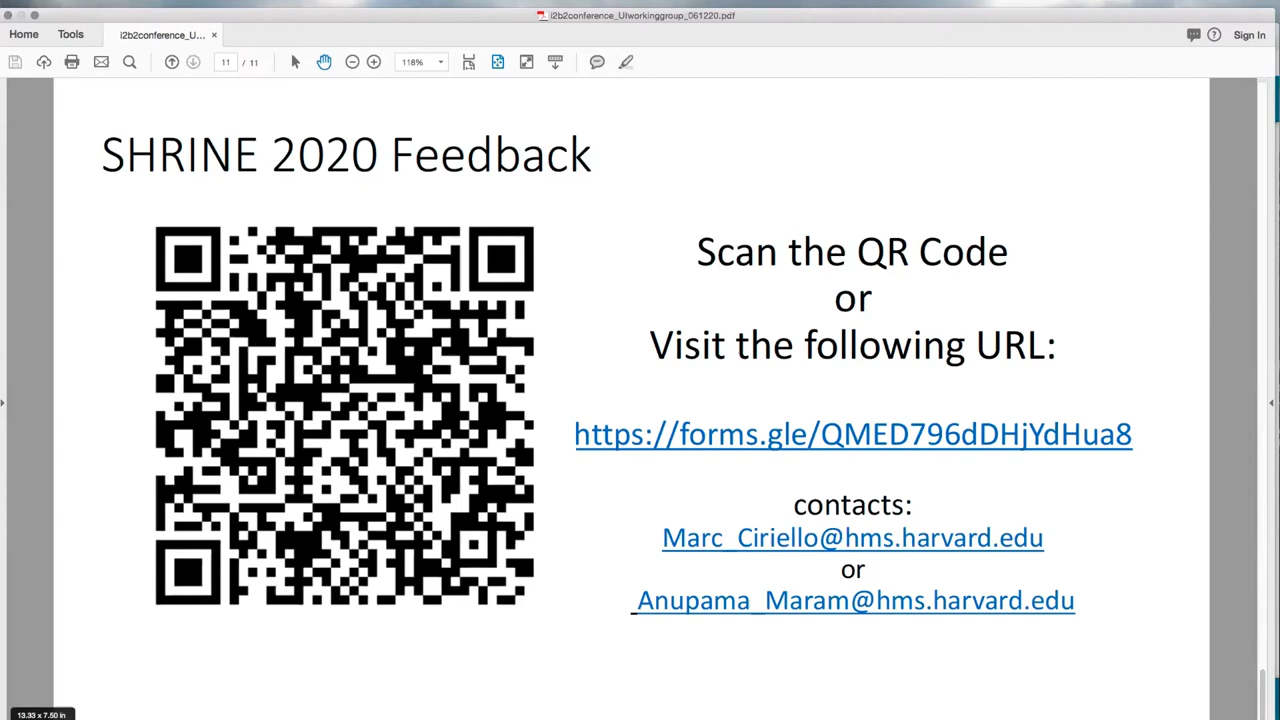 i2b2conference_UIworkinggroup_061220.pdf
Home Tools i2b2conference_U... × Sign In
11 / 11 118%
SHRINE 2020 Feedback
Scan the QR Code
or
Visit the following URL:
https://forms.gle/QMED796dDHjYdHua8
contacts:
Marc_Ciriello@hms.harvard.edu
or
Anupama_Maram@hms.harvard.edu
13.33 x 7.50 in